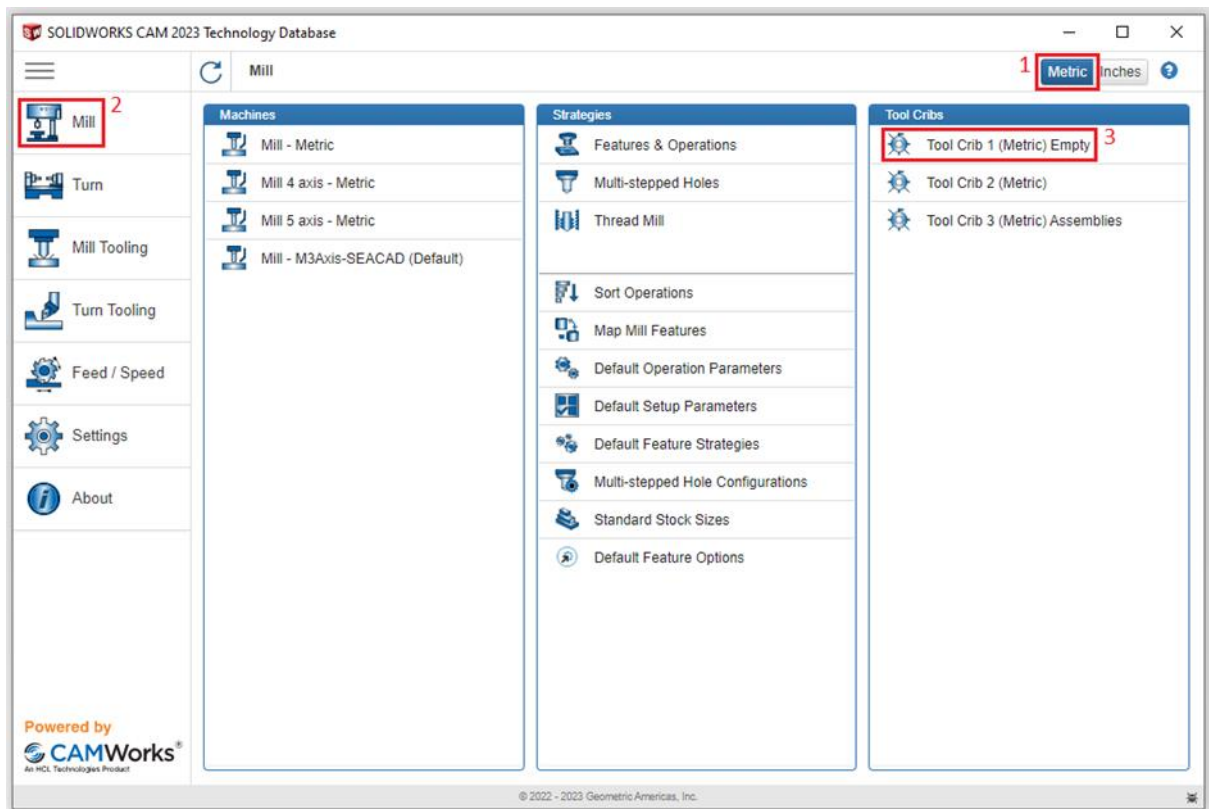 SOLIDWORKS CAM 2023 Technology Database
Mill
1
Metric
Inches
2
Mill
Turn
Mill Tooling
Turn Tooling
Feed / Speed
Settings
About
Powered by
CAMWorks®
An HCL Technologies Product
Machines
Mill - Metric
Mill 4 axis - Metric
Mill 5 axis - Metric
Mill - M3Axis-SEACAD (Default)
Strategies
Features & Operations
Multi-stepped Holes
Thread Mill
Sort Operations
Map Mill Features
Default Operation Parameters
Default Setup Parameters
Default Feature Strategies
Multi-stepped Hole Configurations
Standard Stock Sizes
Default Feature Options
Tool Cribs
Tool Crib 1 (Metric) Empty
3
Tool Crib 2 (Metric)
Tool Crib 3 (Metric) Assemblies
© 2022 - 2023 Geometric Americas, Inc.